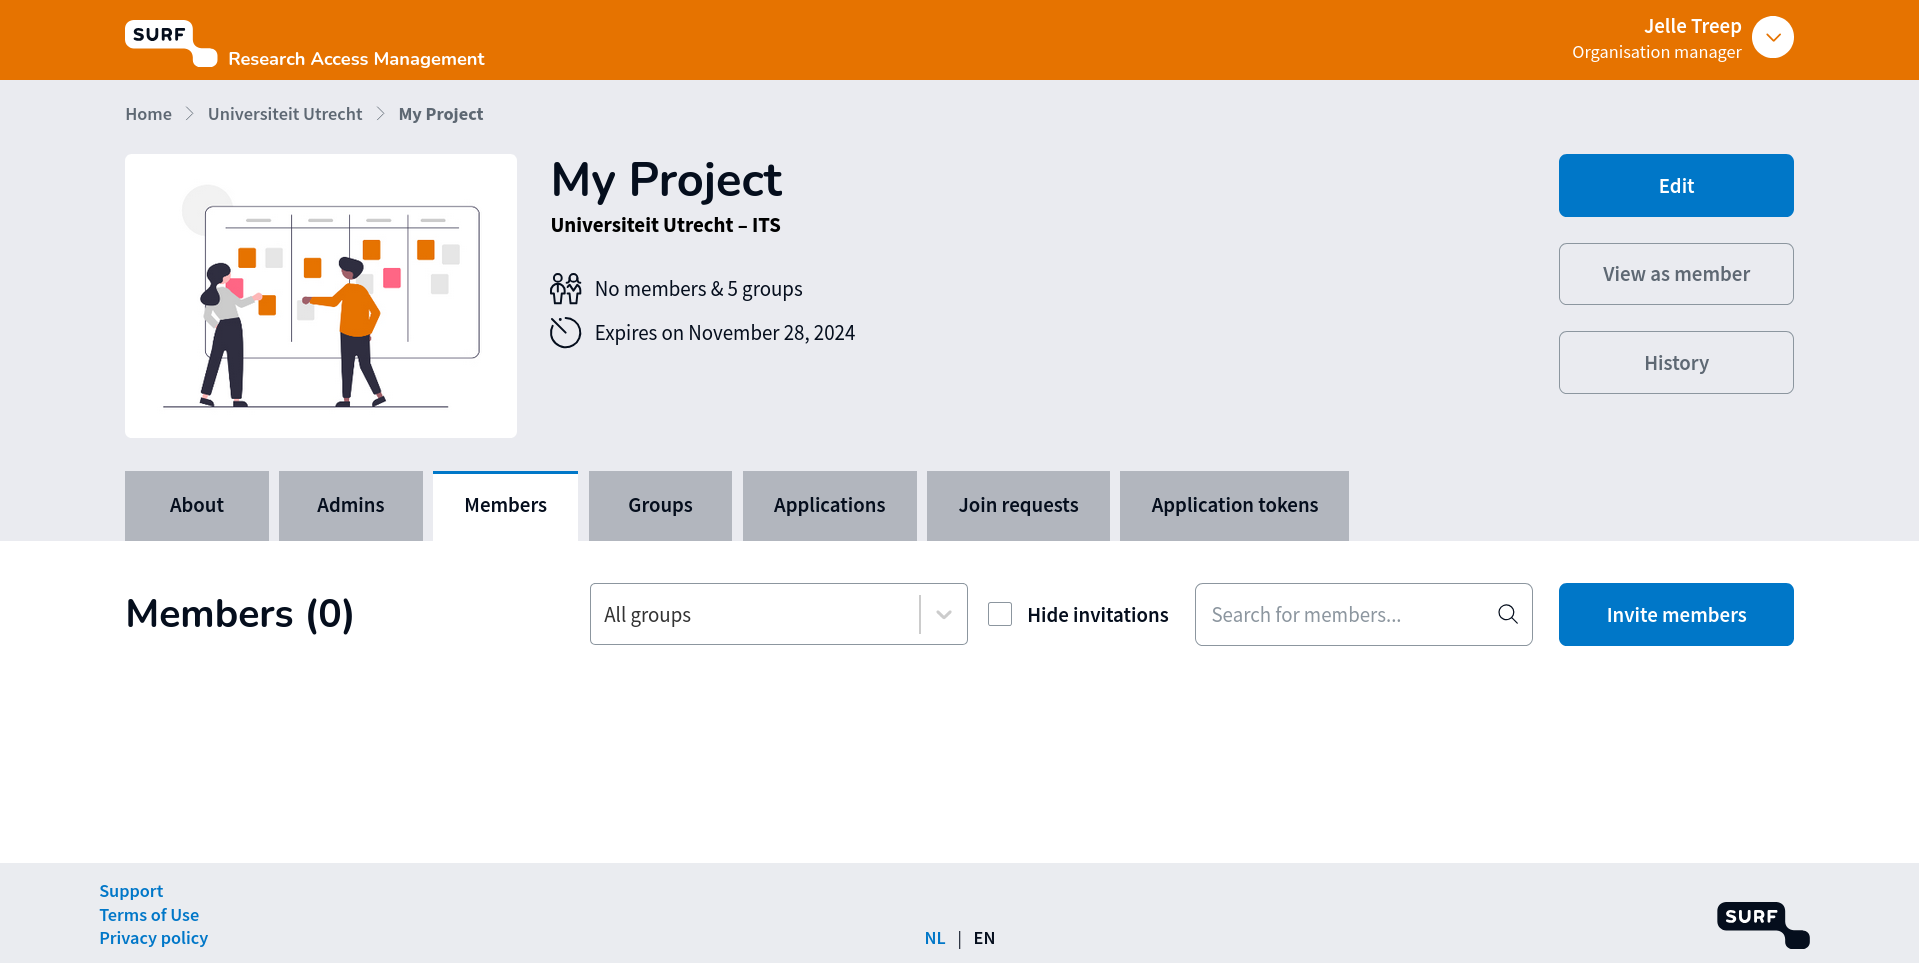 SURF
Research Access Management
Jelle Treep
Organisation manager
Home
Universiteit Utrecht
My Project
My Project
Universiteit Utrecht – ITS
No members & 5 groups
Expires on November 28, 2024
Edit
View as member
History
About
Admins
Members
Groups
Applications
Join requests
Application tokens
Members (0)
All groups
Hide invitations
Search for members...
Invite members
Support
Terms of Use
Privacy policy
NL | EN
SURF